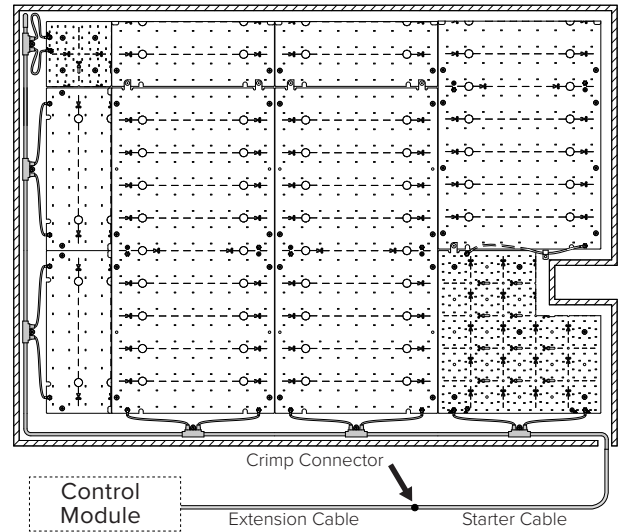 Crimp Connector
Control
Module
Extension Cable
Starter Cable